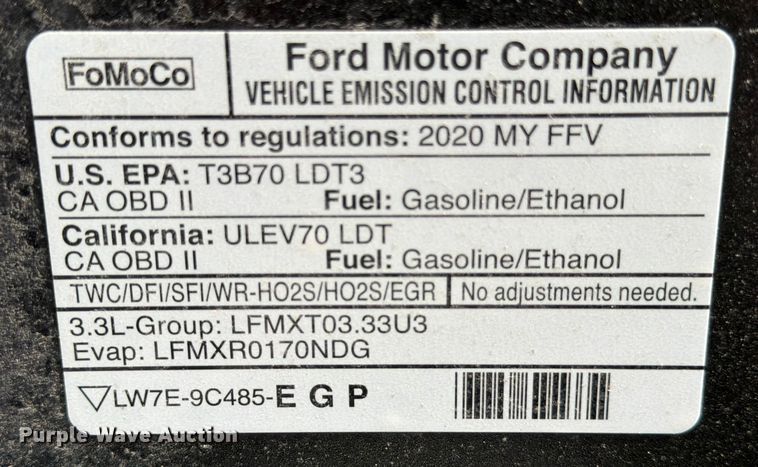 FoMoCo
Ford Motor Company
VEHICLE EMISSION CONTROL INFORMATION
Conforms to regulations: 2020 MY FFV
U.S. EPA: T3B70 LDT3
CA OBD II Fuel: Gasoline/Ethanol
California: ULEV70 LDT
CA OBD II Fuel: Gasoline/Ethanol
TWC/DFI/SFI/WR-HO2S/HO2S/EGR No adjustments needed.
3.3L-Group: LFMXT03.33U3
Evap: LFMXR0170NDG
LW7E-9C485-E G P
Purple Wave Auction